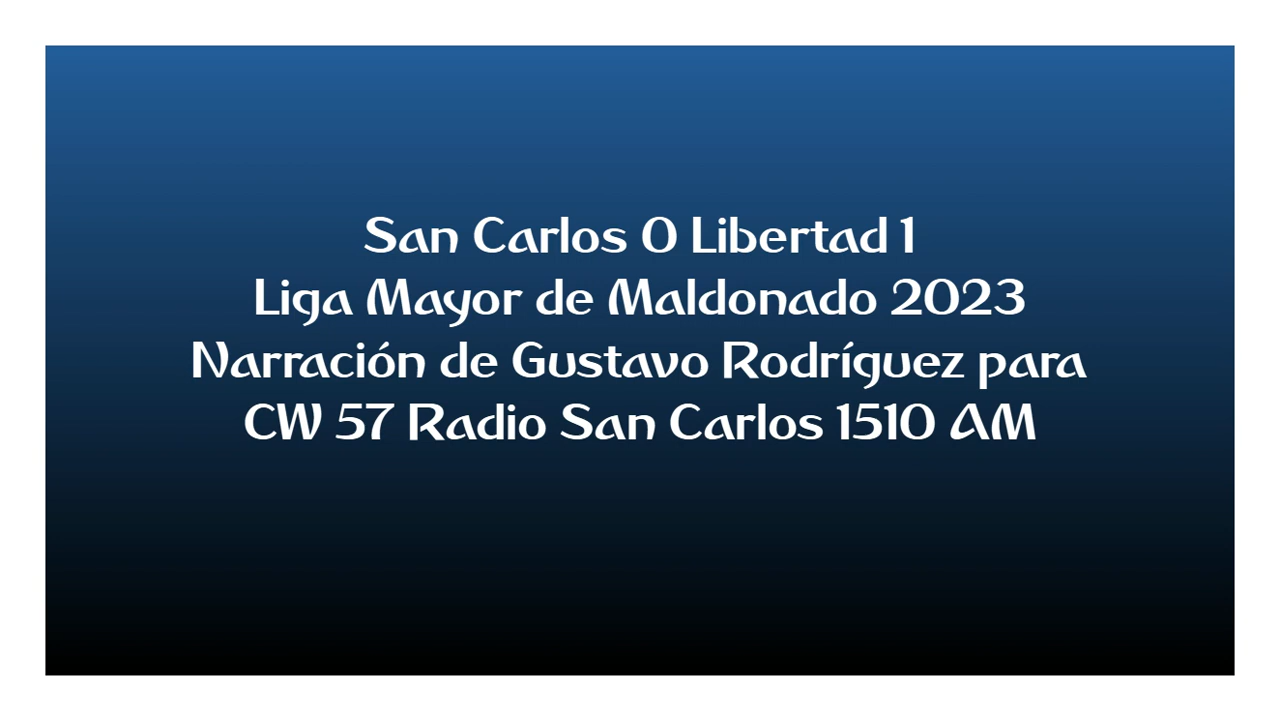 San Carlos 0 Libertad 1
Liga Mayor de Maldonado 2023
Narración de Gustavo Rodríguez para
CW 57 Radio San Carlos 1510 AM